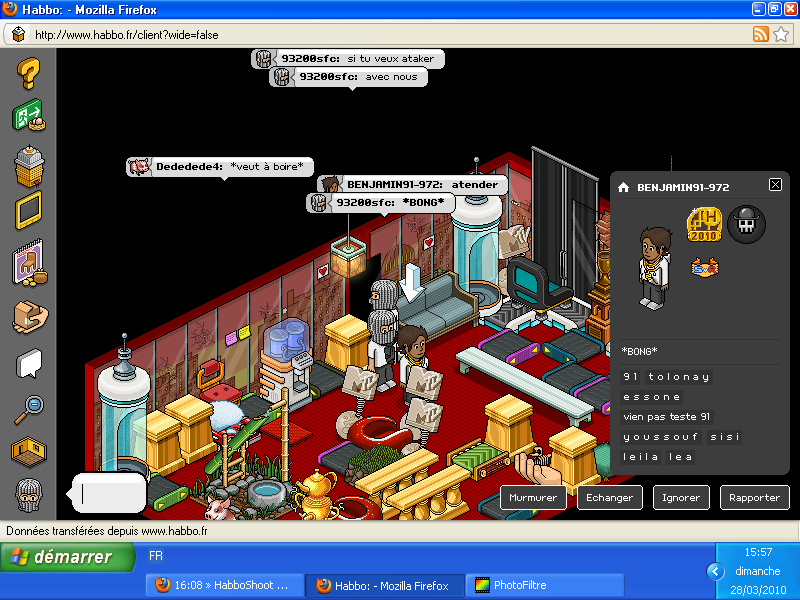 Habbo: - Mozilla Firefox
http://www.habbo.fr/client?wide=false
93200sfc: si tu veux ataker
93200sfc: avec nous
Dededede4: *veut à boire*
BENJAMIN91-972: atender
93200sfc: *BONG*
BENJAMIN91-972
2010
*BONG*
91 tolonay
essone
vien pas teste 91
youssouf sisi
leila lea
Murmurer
Echanger
Ignorer
Rapporter
Données transférées depuis www.habbo.fr
démarrer
FR
16:08 » HabboShoot ...
Habbo: - Mozilla Firefox
PhotoFiltre
15:57
dimanche
28/03/2010